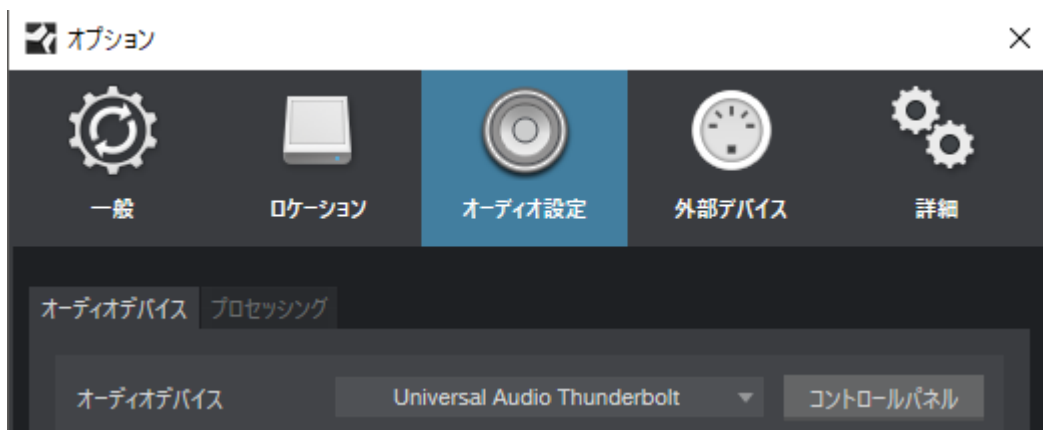 オプション
一般 ロケーション オーディオ設定 外部デバイス 詳細
オーディオデバイス プロセッシング
オーディオデバイス Universal Audio Thunderbolt コントロールパネル